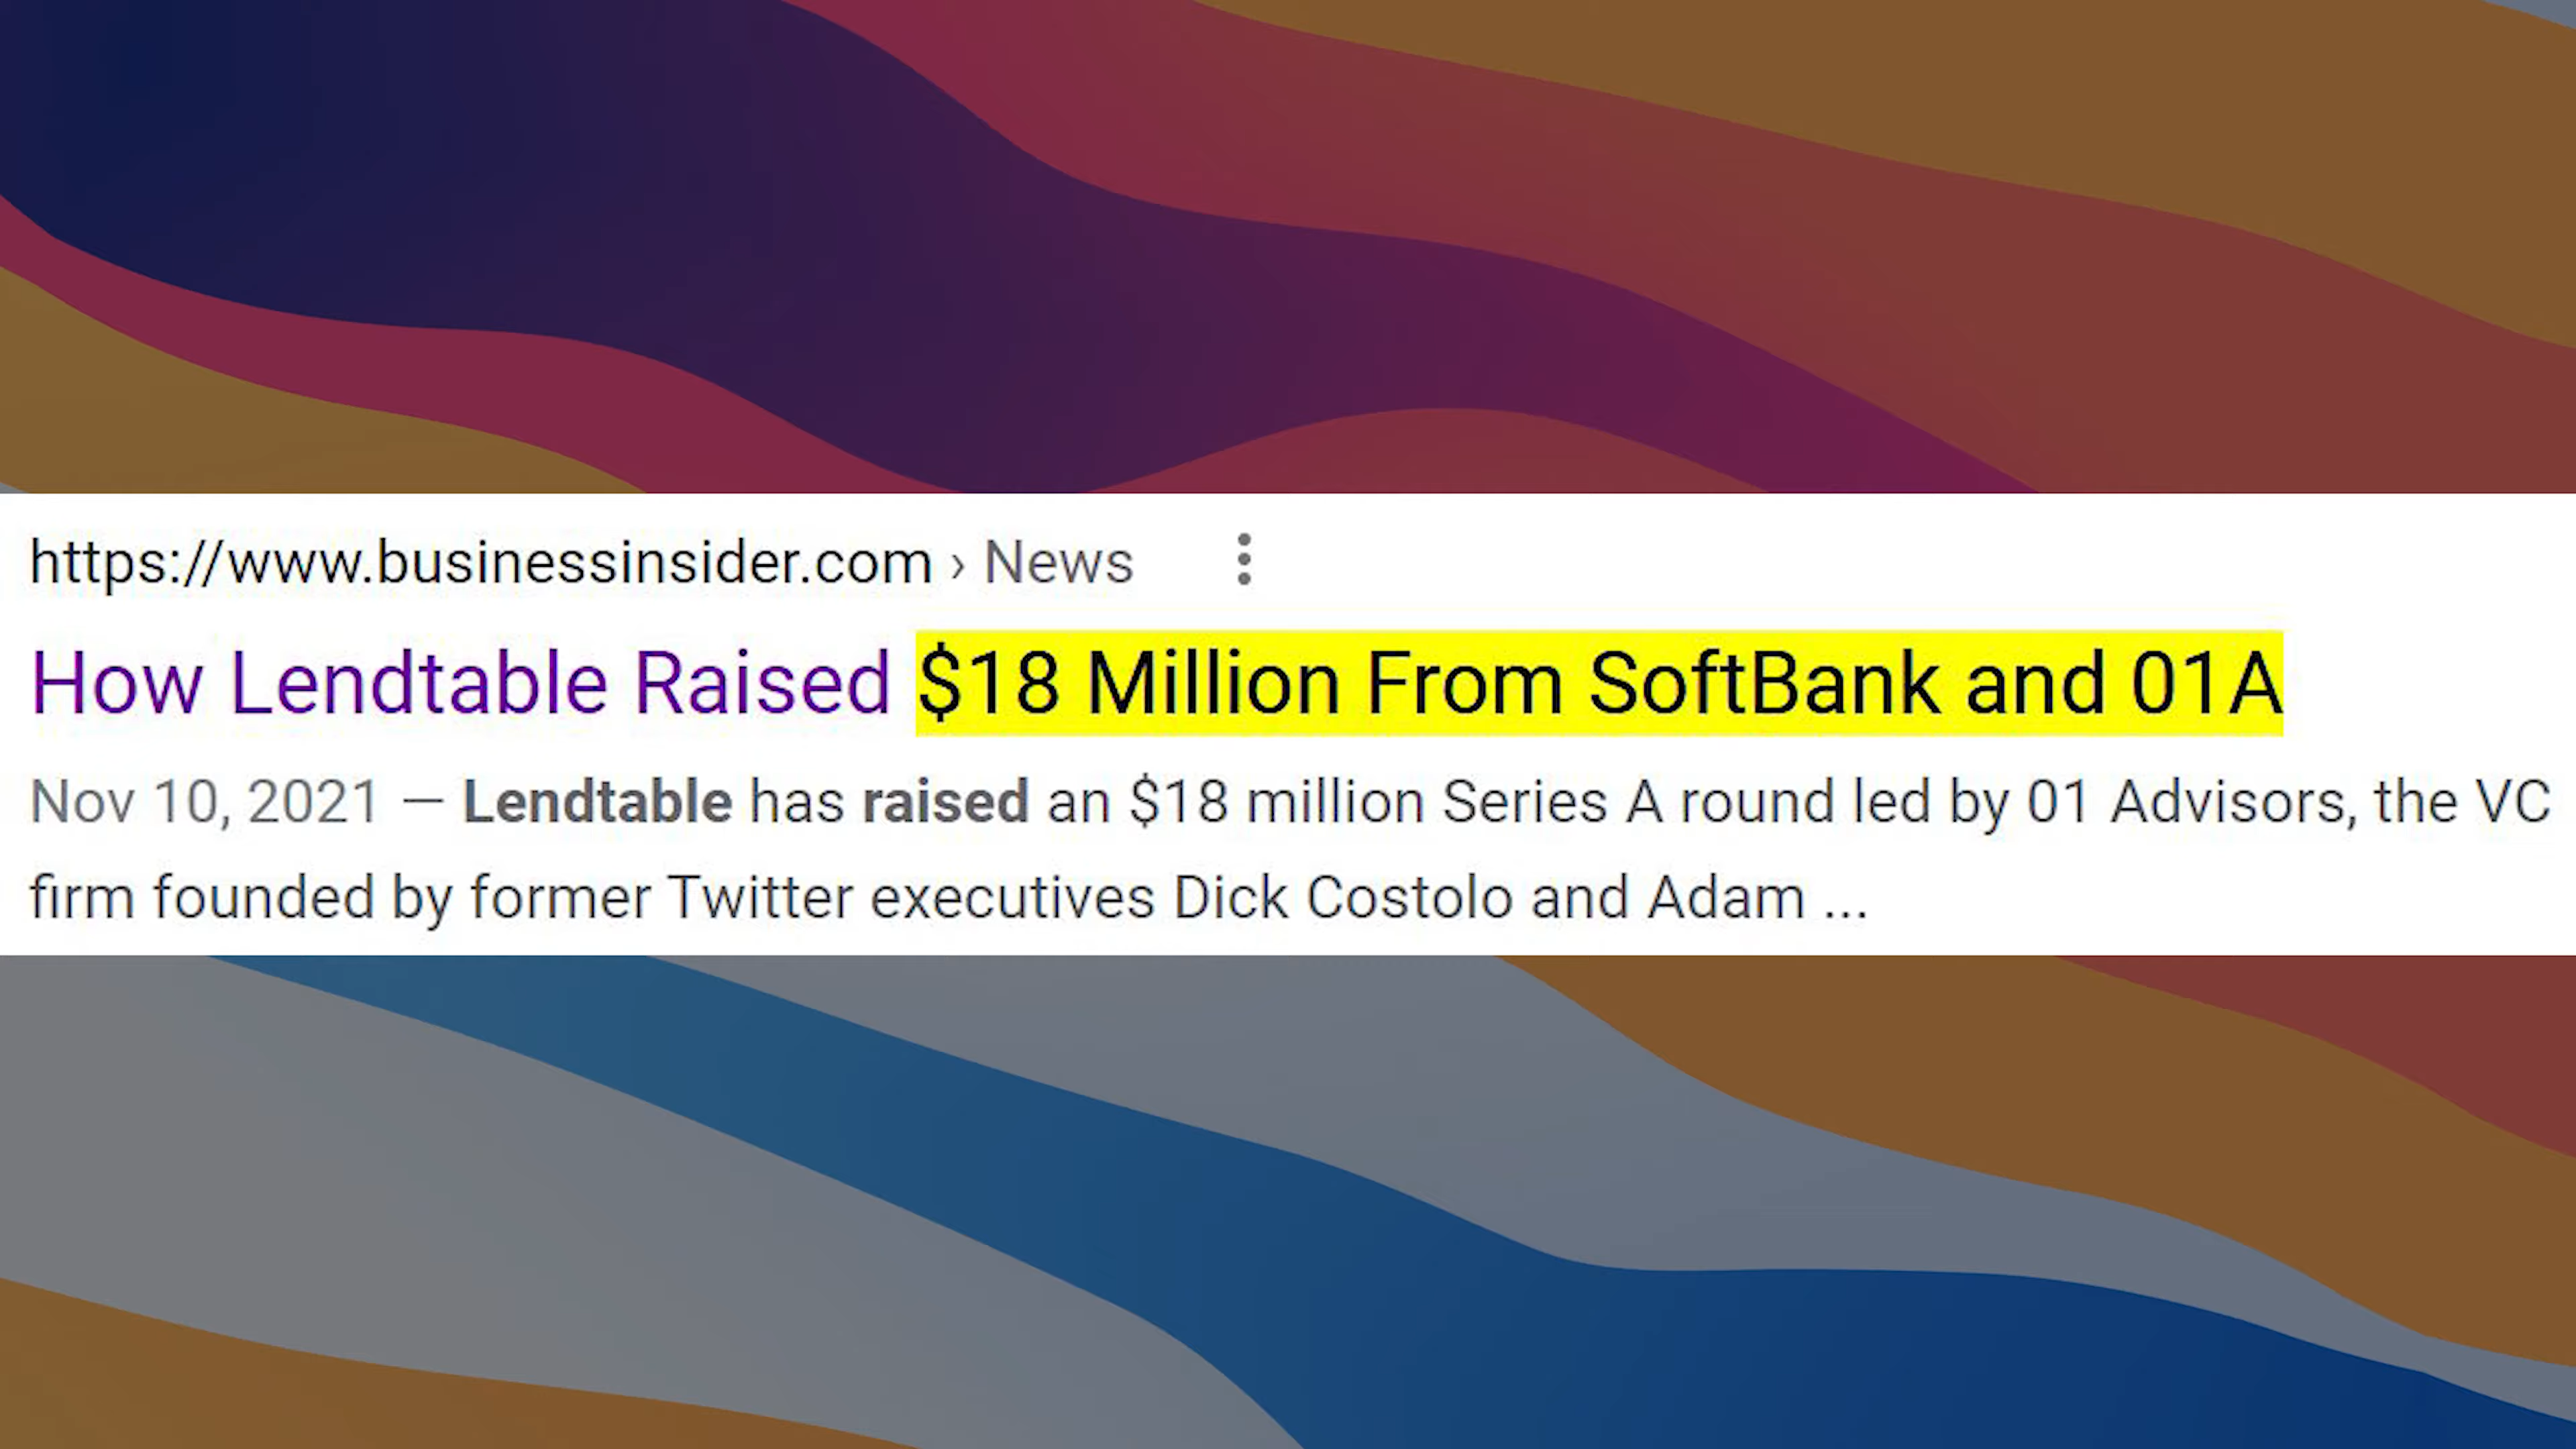 https://www.businessinsider.com › News
How Lendtable Raised $18 Million From SoftBank and 01A
Nov 10, 2021 — Lendtable has raised an $18 million Series A round led by 01 Advisors, the VC
firm founded by former Twitter executives Dick Costolo and Adam ...